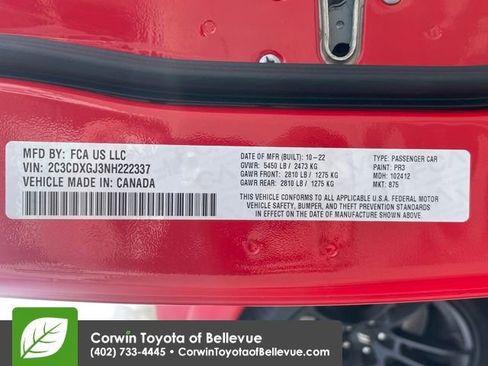 MFD BY: FCA US LLC
VIN: 2C3CDXGJ3NH222337
VEHICLE MADE IN: CANADA
DATE OF MFR (BUILT): 10-22
GVWR: 5450 LB / 2473 KG
GAWR FRONT: 2810 LB / 1275 KG
GAWR REAR: 2810 LB / 1275 KG
TYPE: PASSENGER CAR
PAINT: PR3
MDH: 102412
MKT: 875
THIS VEHICLE CONFORMS TO ALL APPLICABLE U.S.A. FEDERAL MOTOR
VEHICLE SAFETY, BUMPER, AND THEFT PREVENTION STANDARDS
IN EFFECT ON THE DATE OF MANUFACTURE SHOWN ABOVE
Corwin Toyota of Bellevue
(402) 733-4445 • CorwinToyotaofBellevue.com